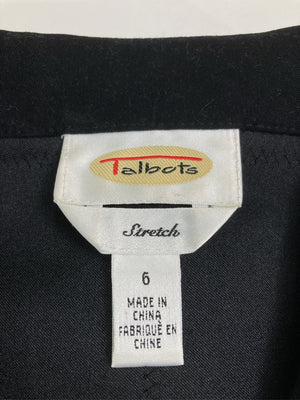 Talbots
Stretch
6
MADE IN
CHINA
FABRIQUÉ EN
CHINE